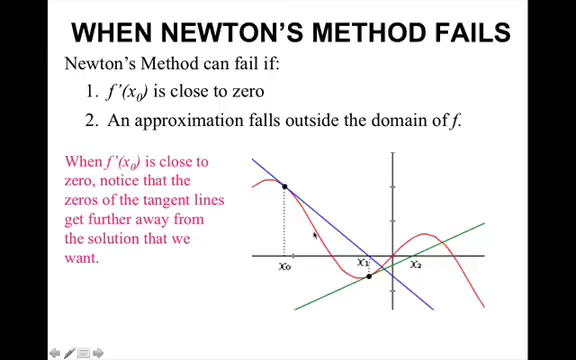 WHEN NEWTON'S METHOD FAILS
Newton's Method can fail if:
1. f'(x0) is close to zero
2. An approximation falls outside the domain of f.
When f'(x0) is close to
zero, notice that the
zeros of the tangent lines
get further away from
the solution that we
want.
x0
x1
x2